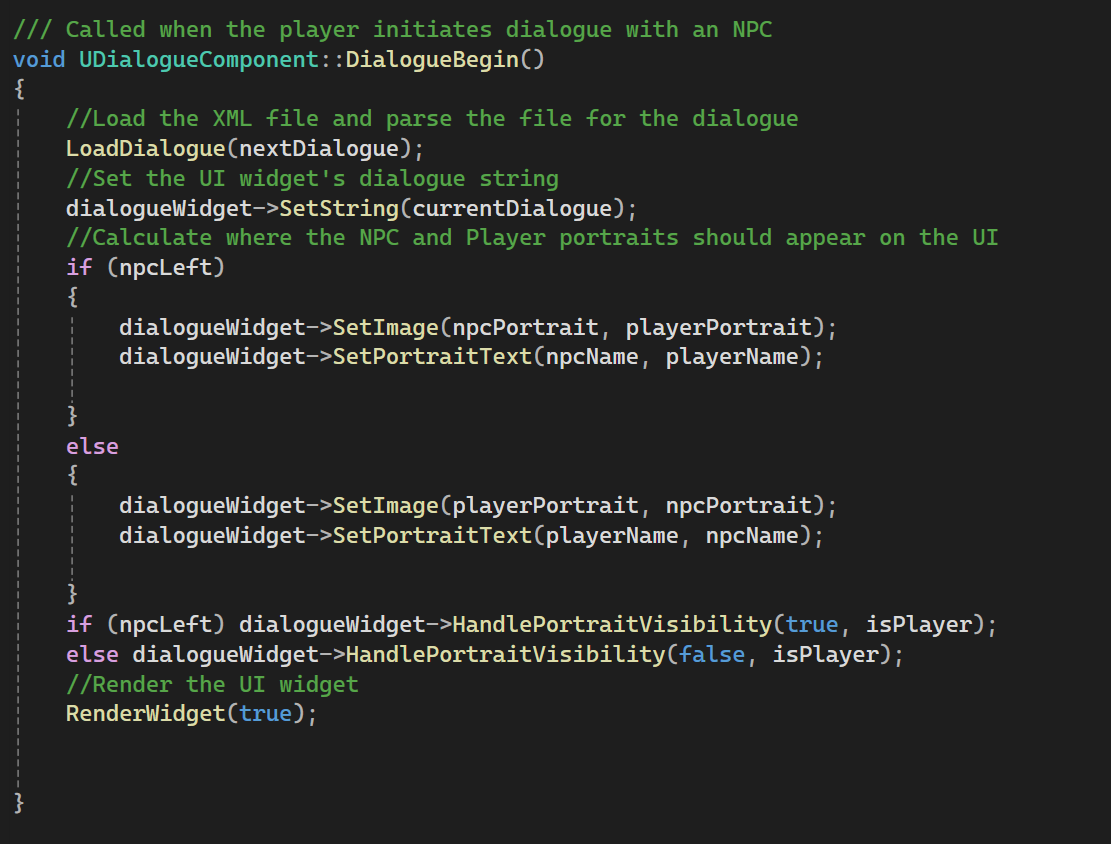 /// Called when the player initiates dialogue with an NPC
void UDialogueComponent::DialogueBegin()
{
    //Load the XML file and parse the file for the dialogue
    LoadDialogue(nextDialogue);
    //Set the UI widget's dialogue string
    dialogueWidget->SetString(currentDialogue);
    //Calculate where the NPC and Player portraits should appear on the UI
    if (npcLeft)
    {
        dialogueWidget->SetImage(npcPortrait, playerPortrait);
        dialogueWidget->SetPortraitText(npcName, playerName);
    }
    else
    {
        dialogueWidget->SetImage(playerPortrait, npcPortrait);
        dialogueWidget->SetPortraitText(playerName, npcName);
    }
    if (npcLeft) dialogueWidget->HandlePortraitVisibility(true, isPlayer);
    else dialogueWidget->HandlePortraitVisibility(false, isPlayer);
    //Render the UI widget
    RenderWidget(true);
}